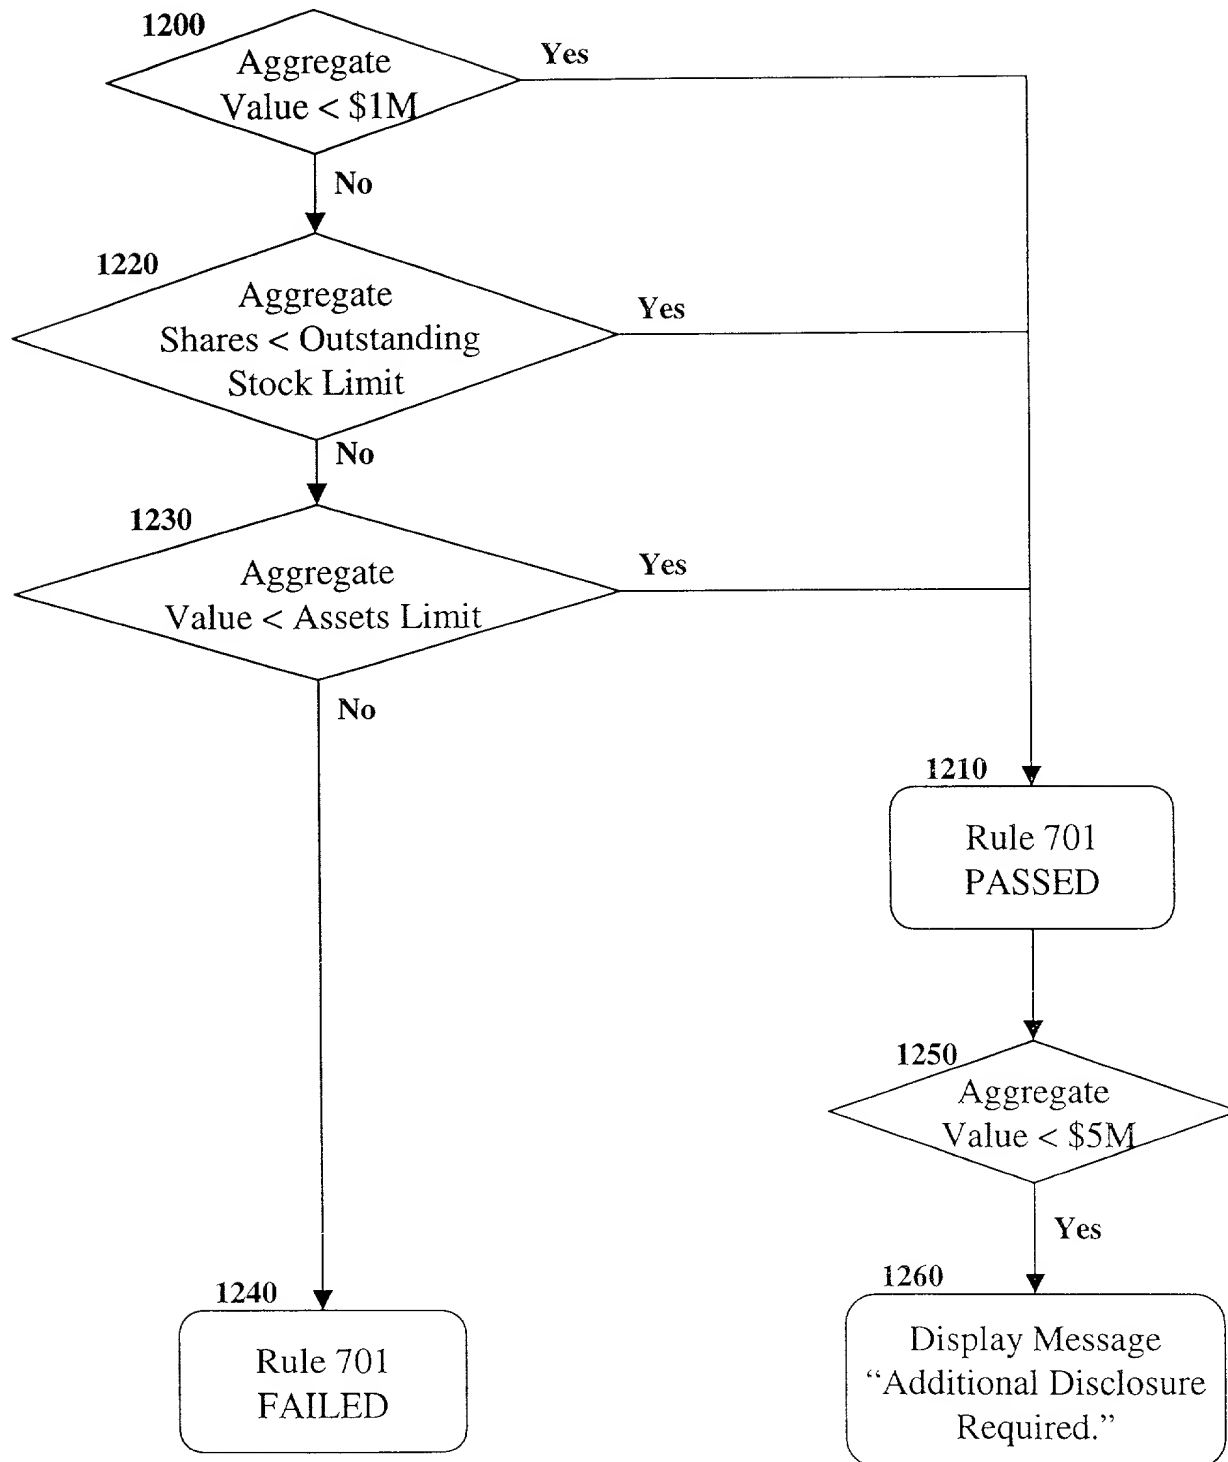 1200
Aggregate
Value < $1M
Yes
No
1220
Aggregate
Shares < Outstanding
Stock Limit
Yes
No
1230
Aggregate
Value < Assets Limit
Yes
No
1210
Rule 701
PASSED
1250
Aggregate
Value < $5M
Yes
1240
Rule 701
FAILED
1260
Display Message
“Additional Disclosure
Required.”